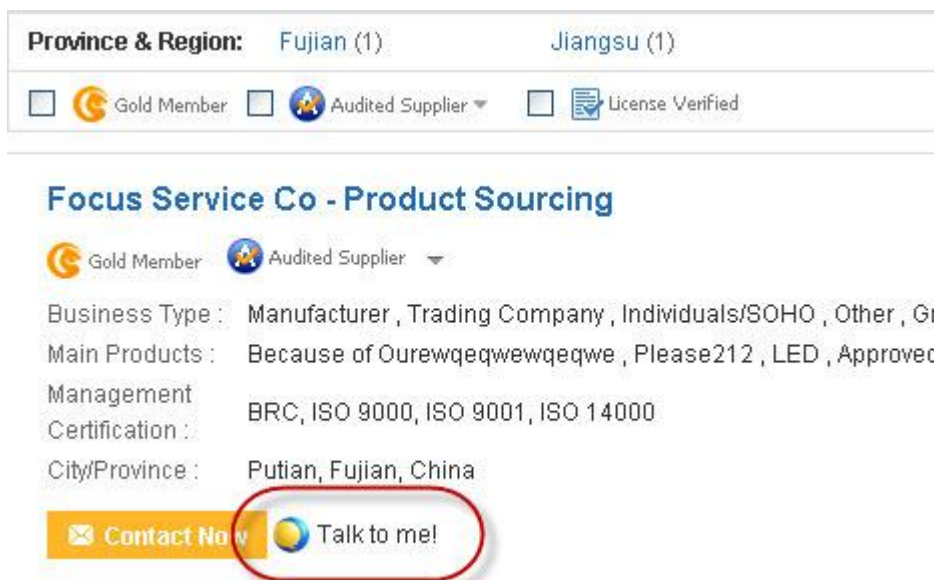 Province & Region: Fujian (1) Jiangsu (1)
Gold Member Audited Supplier License Verified
Focus Service Co - Product Sourcing
Gold Member Audited Supplier
Business Type : Manufacturer , Trading Company , Individuals/SOHO , Other ,
Main Products : Because of Ourewqeqwewqeqwe , Please212 , LED , Approved
Management
Certification :
BRC, ISO 9000, ISO 9001, ISO 14000
City/Province : Putian, Fujian, China
Contact Now Talk to me!